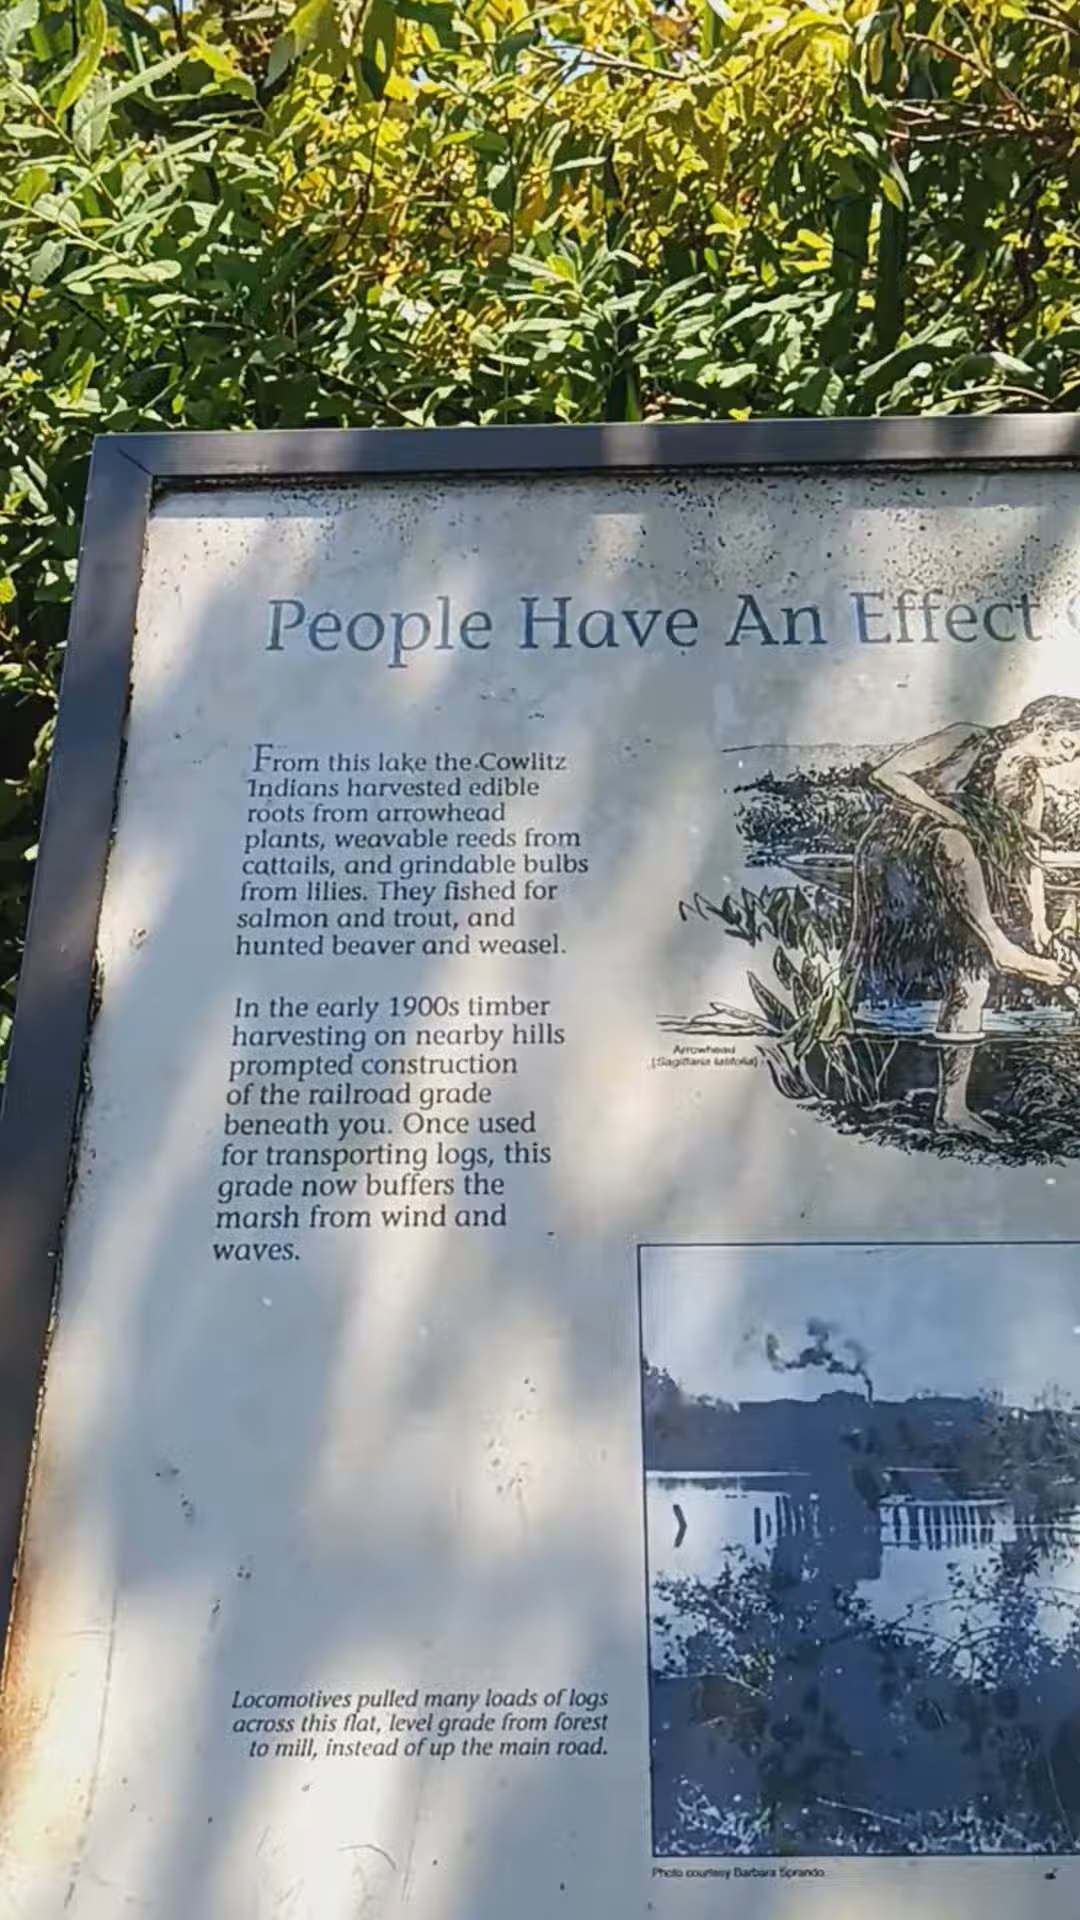 People Have An Effect
From this lake the Cowlitz
Indians harvested edible
roots from arrowhead
plants, weavable reeds from
cattails, and grindable bulbs
from lilies. They fished for
salmon and trout, and
hunted beaver and weasel.
In the early 1900s timber
harvesting on nearby hills
prompted construction
of the railroad grade
beneath you. Once used
for transporting logs, this
grade now buffers the
marsh from wind and
waves.
Arrowhead
(Sagittaria latifolia)
Locomotives pulled many loads of logs
across this flat, level grade from forest
to mill, instead of up the main road.
Photo courtesy Barbara Sprando